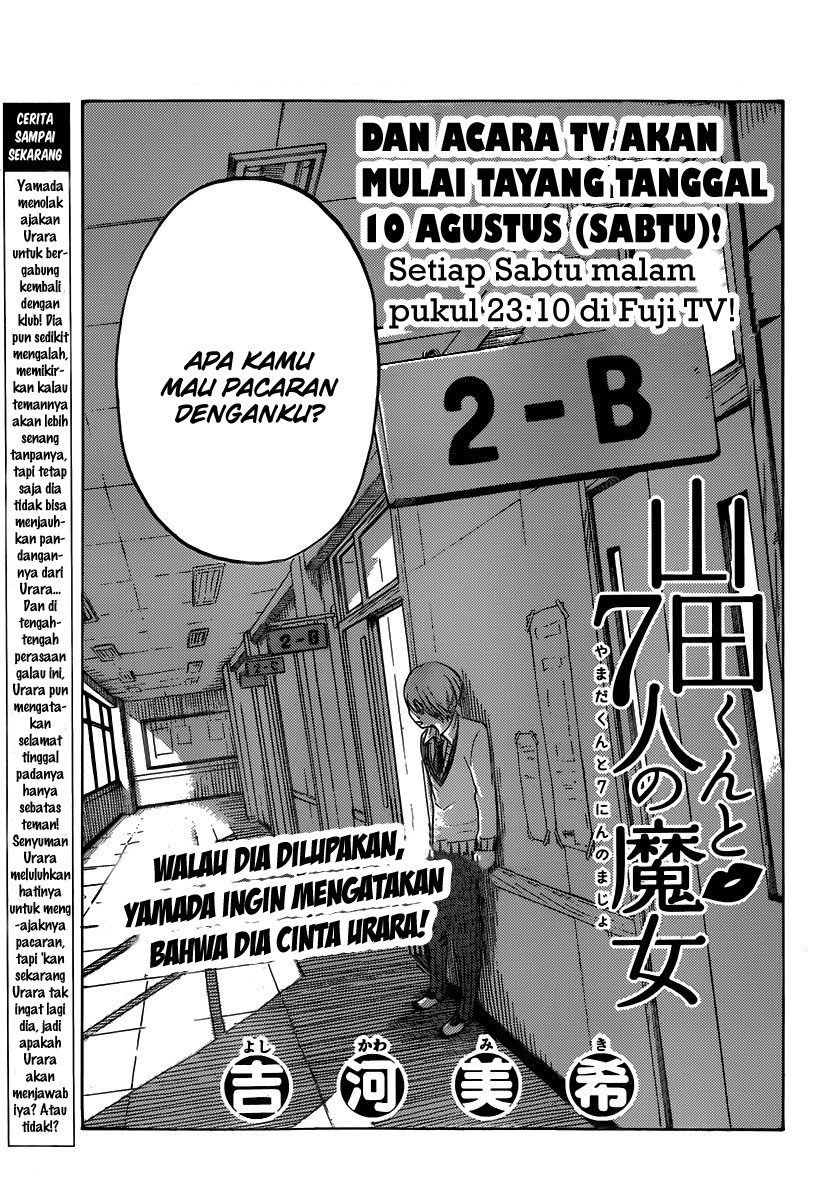 CERITA
SAMPAI
SEKARANG
Yamada
menolak
ajakan
Urara
untuk ber-
gabung
kembali
dengan
klub! Dia
pun sedikit
mengalah,
memikir-
kan kalau
temannya
akan lebih
senang
tanpanya,
tapi tetap
saja dia
tidak bisa
menjauh-
kan pan-
dangan-
nya dari
Urara...
Dan di
tengah-
tengah
perasaan
galau ini,
Urara pun
mengata-
kan
selamat
tinggal
padanya
hanya
sebatas
teman!
Senyuman
Urara
meluluhkan
hatinya
untuk meng
-ajaknya
pacaran,
tapi 'kan
sekarang
Urara tak
ingat lagi
dia, jadi
apakah
Urara
akan
menjawab
iya? Atau
tidak!?
DAN ACARA TV AKAN
MULAI TAYANG TANGGAL
10 AGUSTUS (SABTU)!
Setiap Sabtu malam
pukul 23:10 di Fuji TV!
APA KAMU
MAU PACARAN
DENGANKU?
2-B
2-B
2-C
山田くんと
7人の魔女
やまだくんと7にんのまじょ
WALAU DIA DILUPAKAN,
YAMADA INGIN MENGATAKAN
BAHWA DIA CINTA URARA!
よし かわ み き
吉河美希